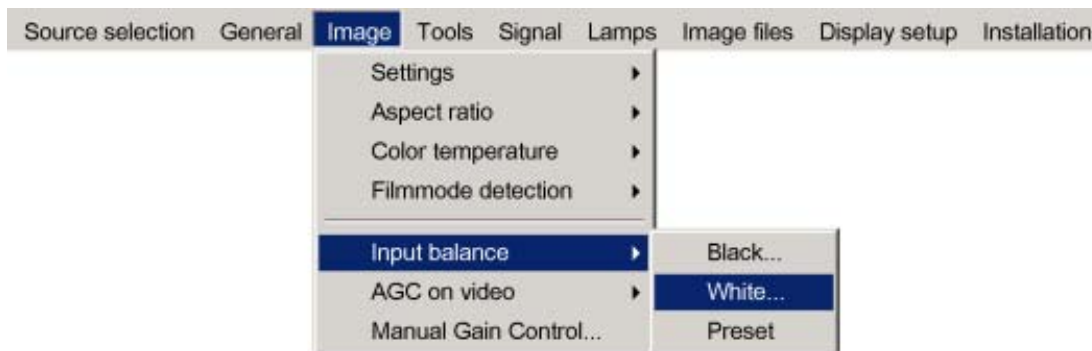 Source selection General Image Tools Signal Lamps Image files Display setup Installation
Settings
Aspect ratio
Color temperature
Filmmode detection
Input balance
Black...
AGC on video
White...
Manual Gain Control...
Preset